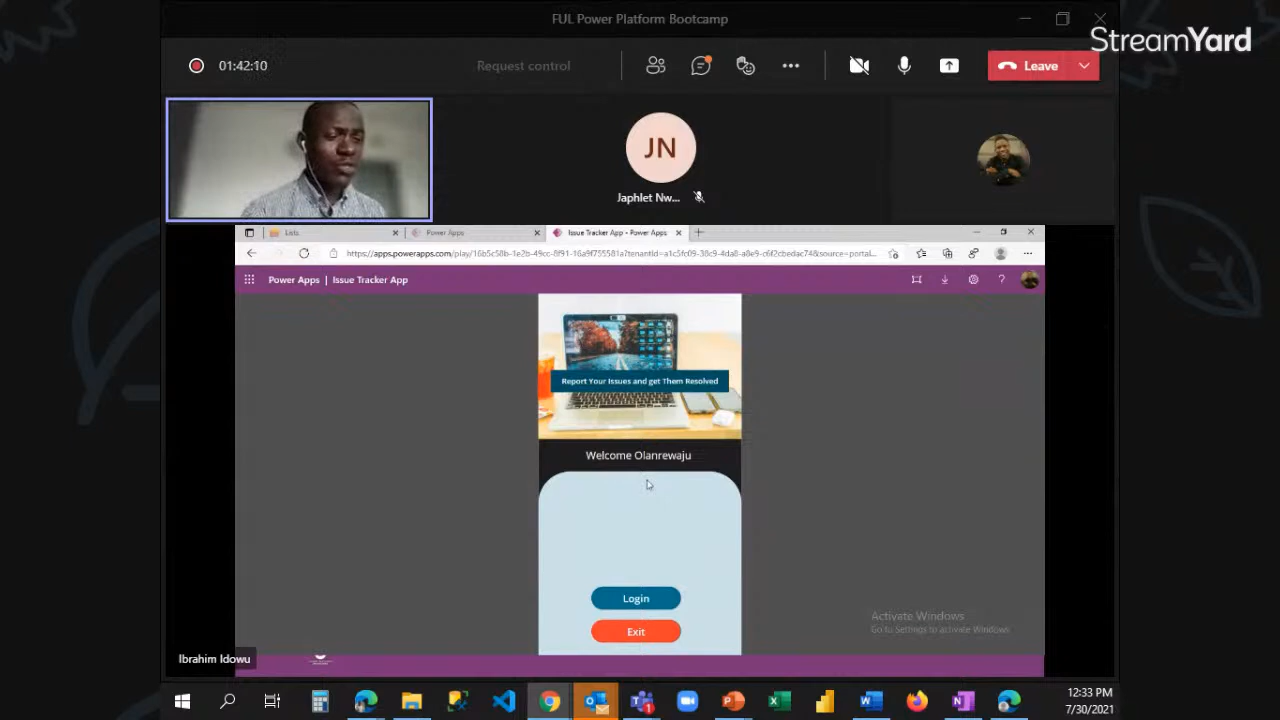 FUL Power Platform Bootcamp
StreamYard
01:42:10
Request control
Leave
JN
Japhlet Nw...
Lists
Power Apps
Issue Tracker App - Power Apps
Power Apps | Issue Tracker App
Report Your Issues and get Them Resolved
Welcome Olanrewaju
Login
Exit
Activate Windows
Go to Settings to activate Windows.
Ibrahim Idowu
12:33 PM
7/30/2021